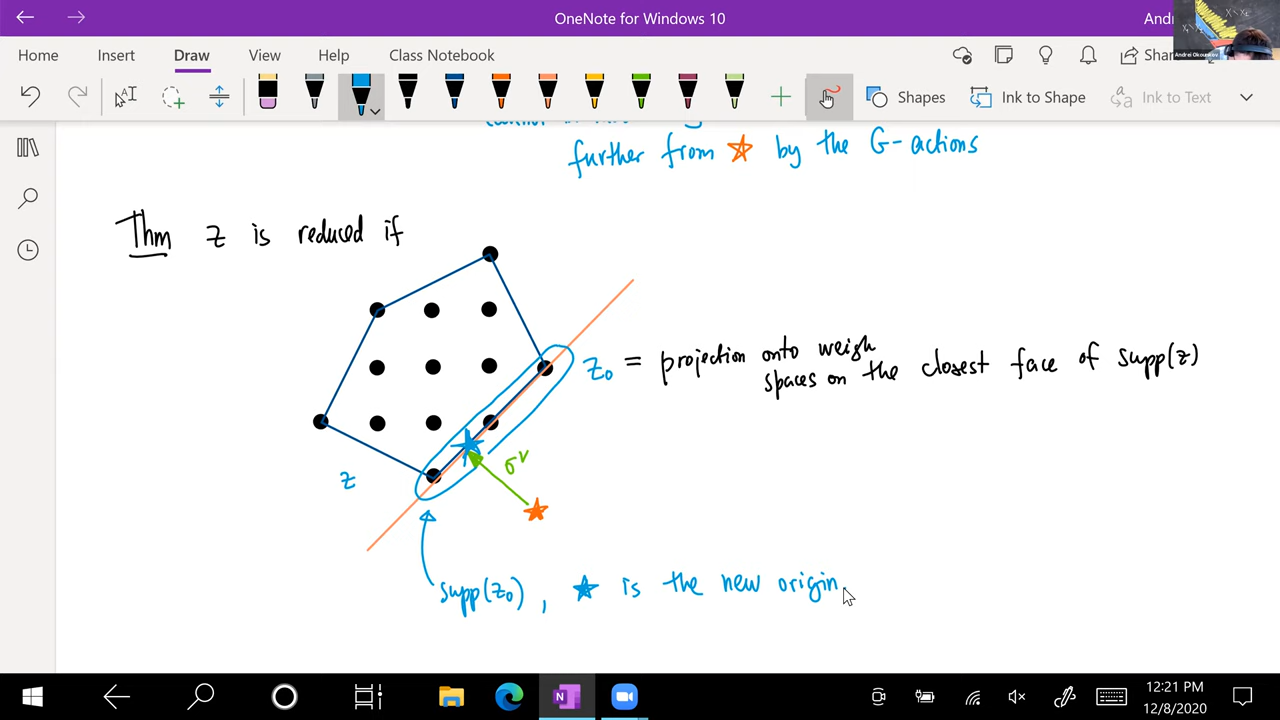 OneNote for Windows 10
Home Insert Draw View Help Class Notebook
Shapes Ink to Shape Ink to Text
further from ☆ by the G-actions
Thm z is reduced if
z₀ = projection onto weigh
spaces on the closest face of supp(z)
σᵛ
z
supp(z₀), ☆ is the new origin
12:21 PM
12/8/2020